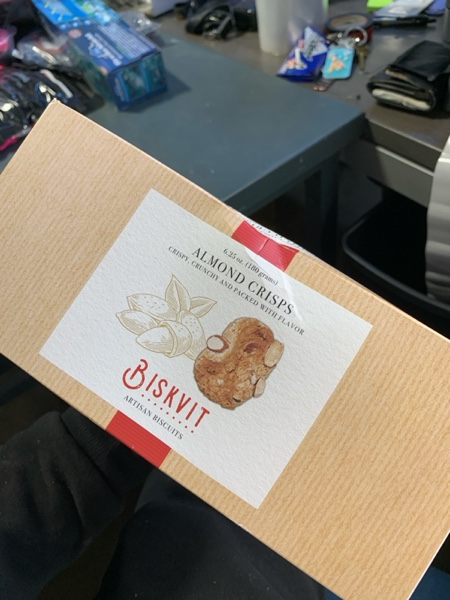 6.25 oz. (180 grams)
ALMOND CRISPS
CRISPY, CRUNCHY AND PACKED WITH FLAVOR
BISKVIT
ARTISAN BISCUITS